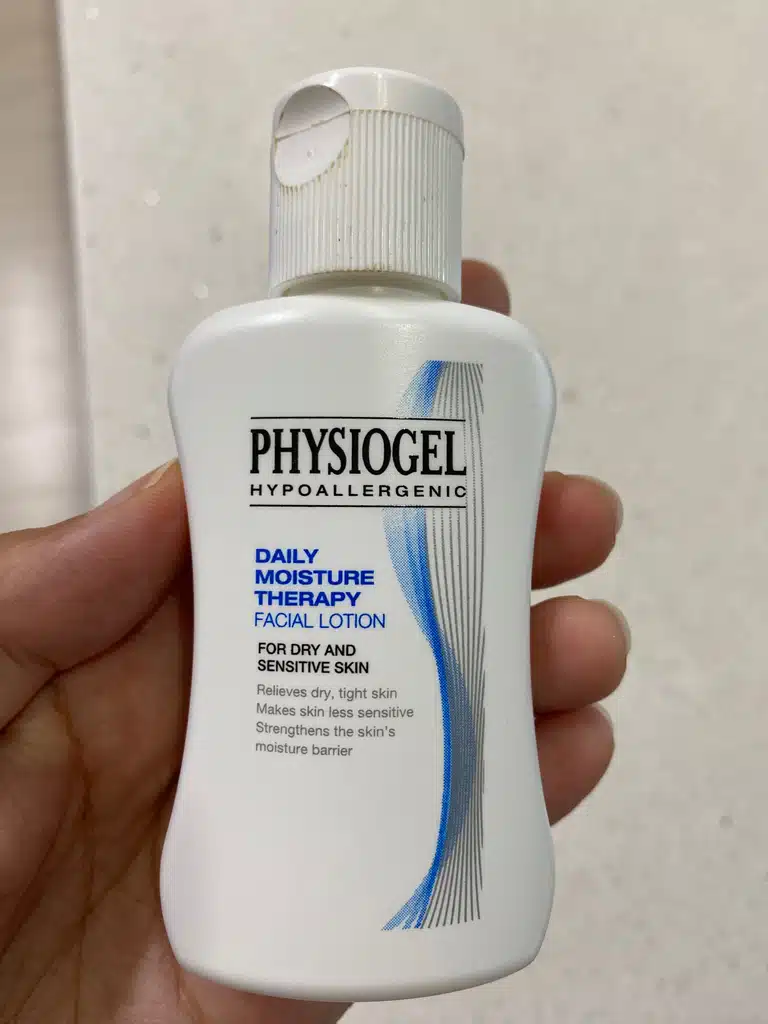 PHYSIOGEL
HYPOALLERGENIC
DAILY
MOISTURE
THERAPY
FACIAL LOTION
FOR DRY AND
SENSITIVE SKIN
Relieves dry, tight skin
Makes skin less sensitive
Strengthens the skin's
moisture barrier